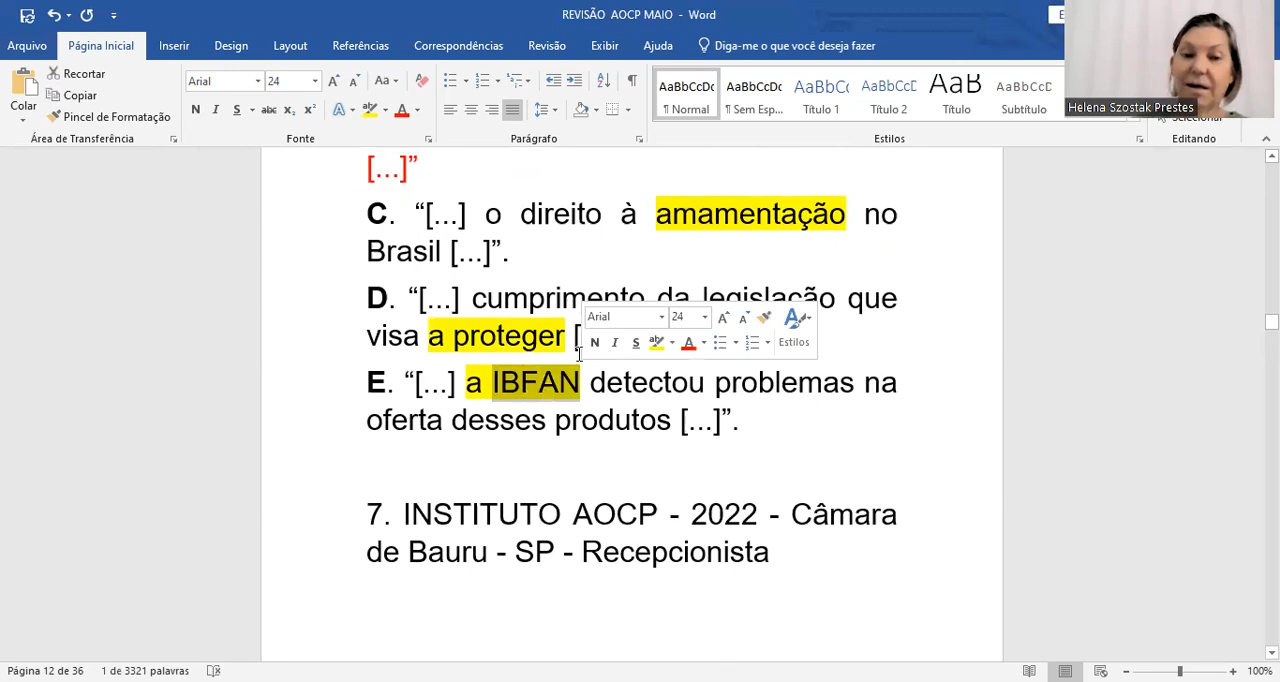 REVISÃO AOCP MAIO - Word
Arquivo Página Inicial Inserir Design Layout Referências Correspondências Revisão Exibir Ajuda Diga-me o que você deseja fazer
Colar
Recortar
Copiar
Pincel de Formatação
Área de Transferência
Arial 24
Fonte
Parágrafo
AaBbCcDc AaBbCcDc AaBbCc AaBbCcD AaB AaBbCcD
¶ Normal ¶ Sem Esp... Título 1 Título 2 Título Subtítulo
Estilos
Editando
Helena Szostak Prestes
[...]”
C. “[...] o direito à amamentação no
Brasil [...]”.
D. “[...] cumprimento da legislação que
visa a proteger [
Arial 24
Estilos
E. “[...] a IBFAN detectou problemas na
oferta desses produtos [...]”.
7. INSTITUTO AOCP - 2022 - Câmara
de Bauru - SP - Recepcionista
Página 12 de 36 1 de 3321 palavras 100%